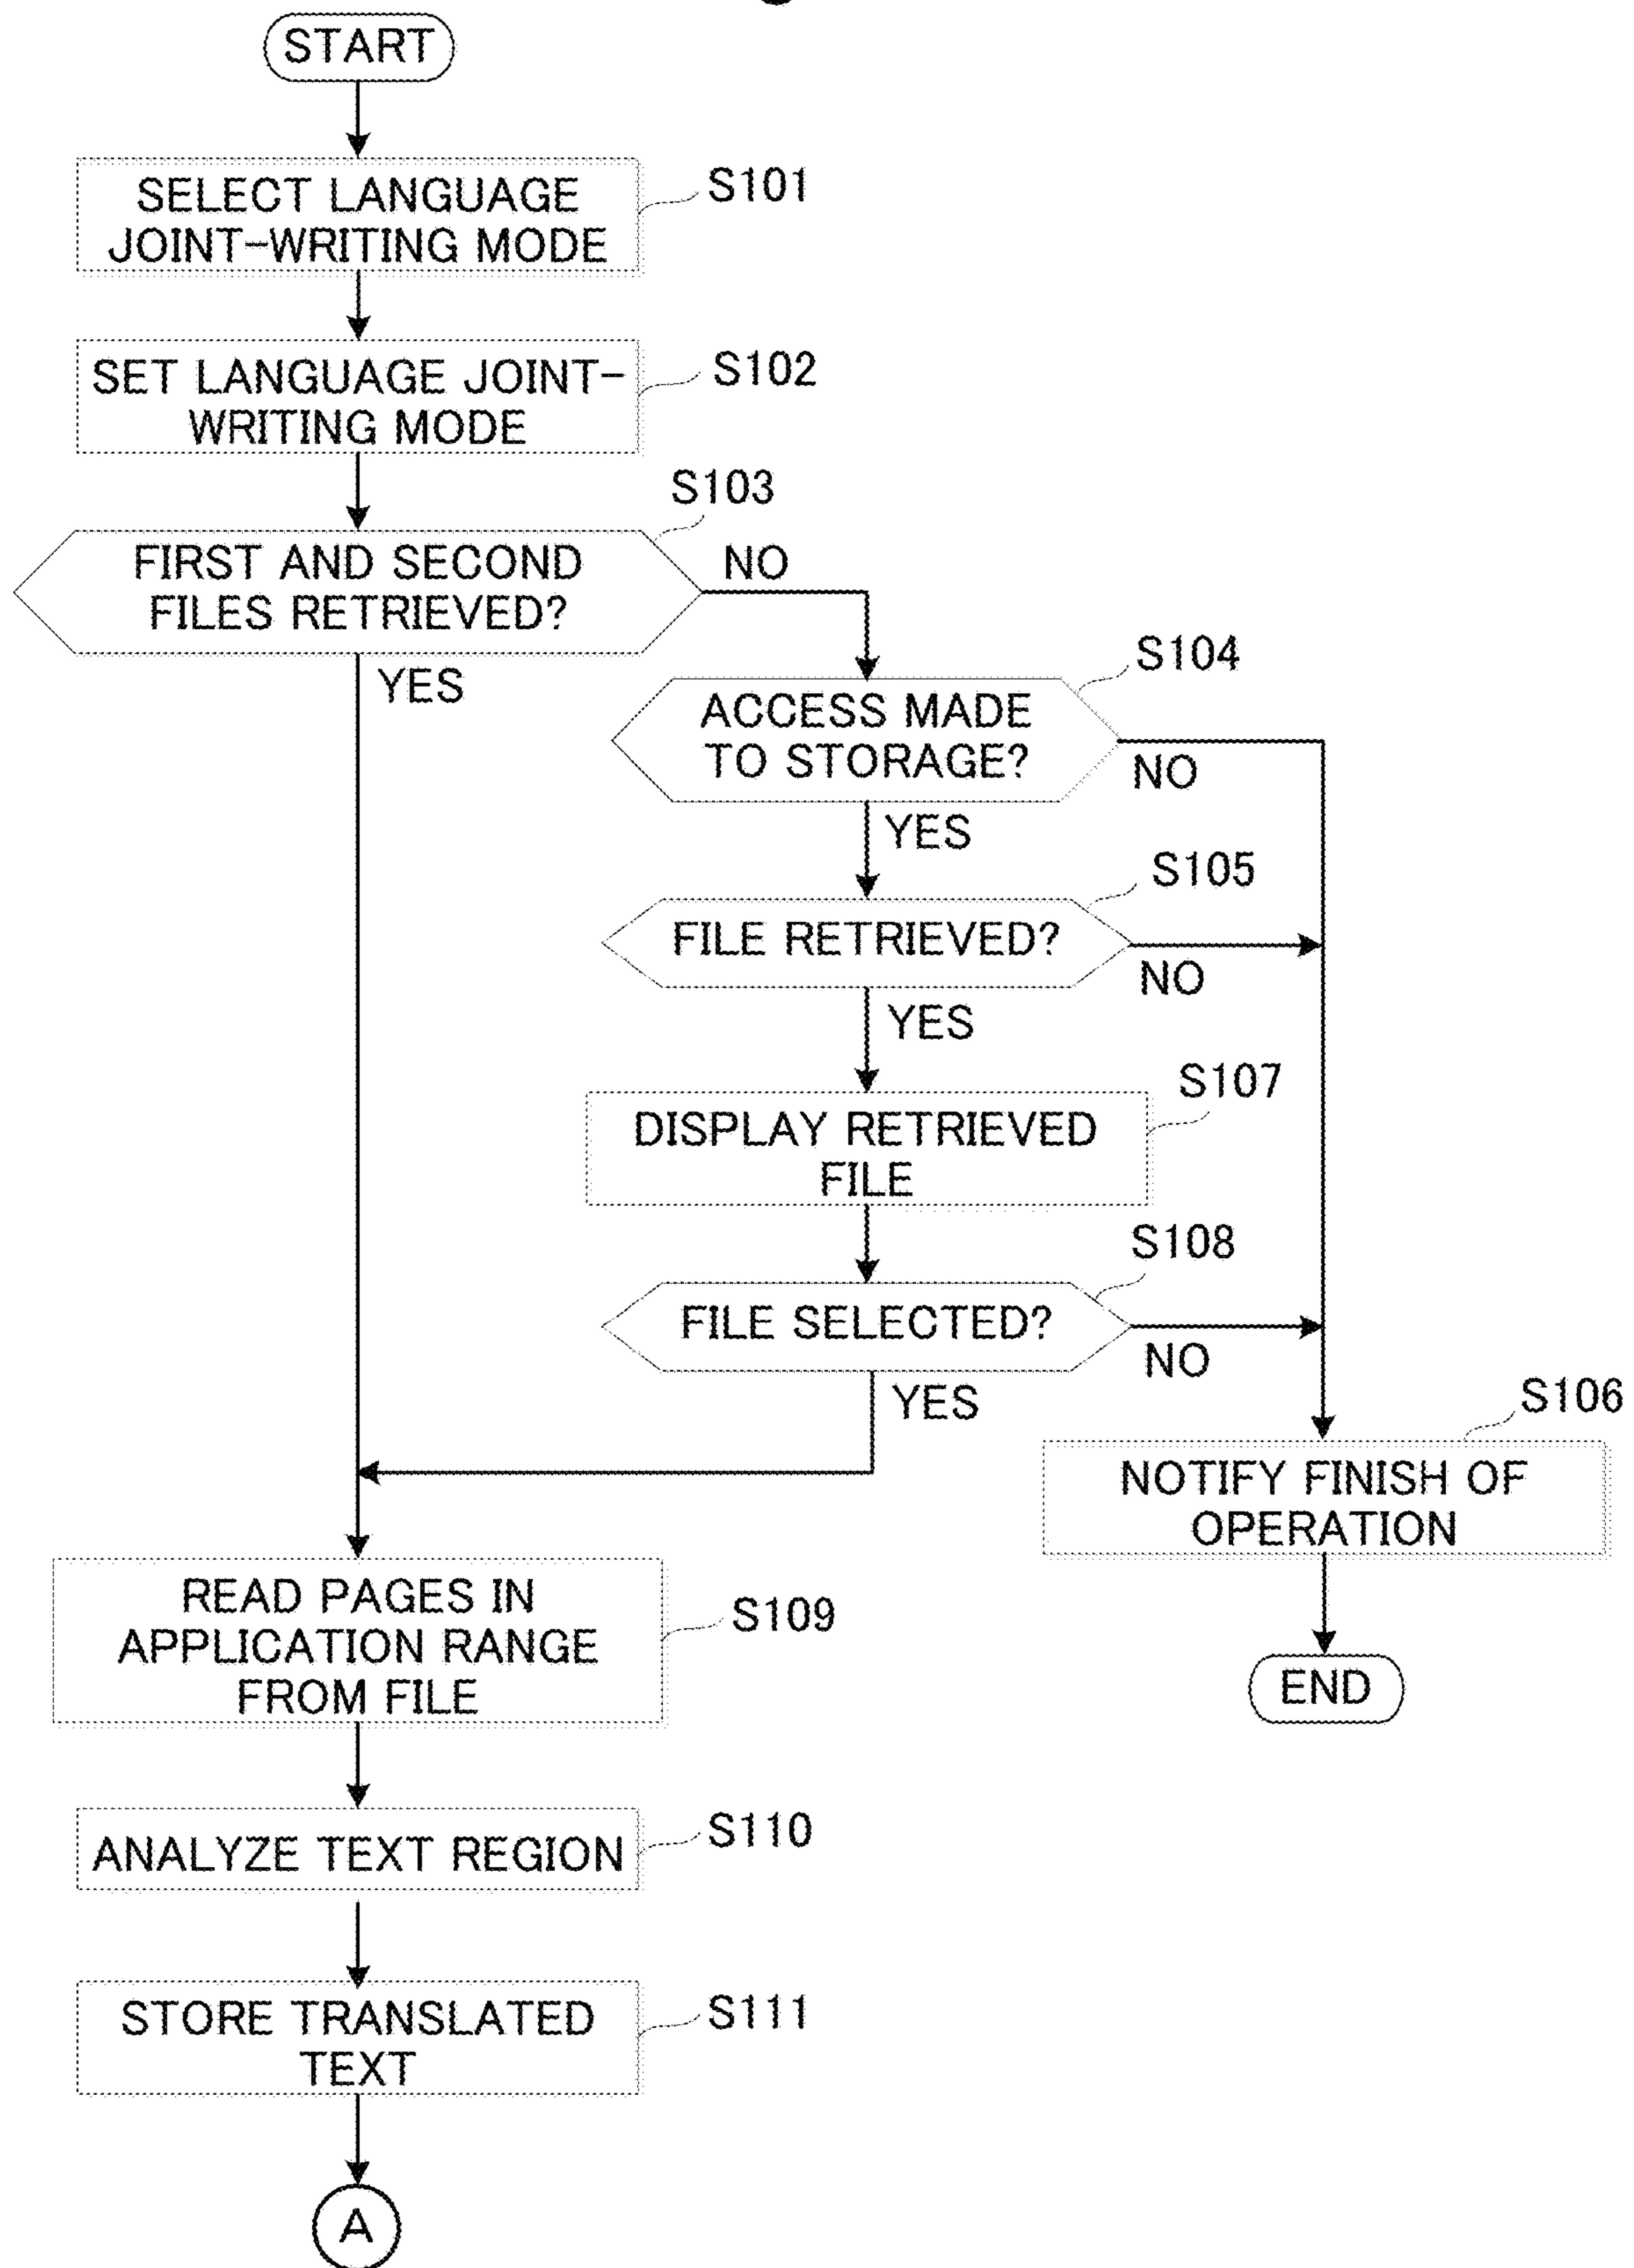 START
SELECT LANGUAGE
JOINT-WRITING MODE
S101
SET LANGUAGE JOINT-
WRITING MODE
S102
S103
FIRST AND SECOND
FILES RETRIEVED?
NO
YES
S104
ACCESS MADE
TO STORAGE?
NO
YES
S105
FILE RETRIEVED?
NO
YES
S107
DISPLAY RETRIEVED
FILE
S108
FILE SELECTED?
NO
YES
S106
NOTIFY FINISH OF
OPERATION
END
READ PAGES IN
APPLICATION RANGE
FROM FILE
S109
ANALYZE TEXT REGION
S110
STORE TRANSLATED
TEXT
S111
A